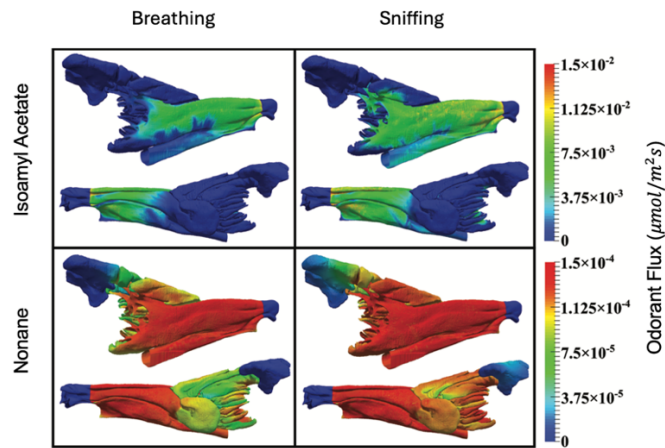 Breathing
Sniffing
Isoamyl Acetate
1.5×10⁻²
1.125×10⁻²
7.5×10⁻³
3.75×10⁻³
0
Nonane
1.5×10⁻⁴
1.125×10⁻⁴
7.5×10⁻⁵
3.75×10⁻⁵
0
Odorant Flux (μmol/m²s)